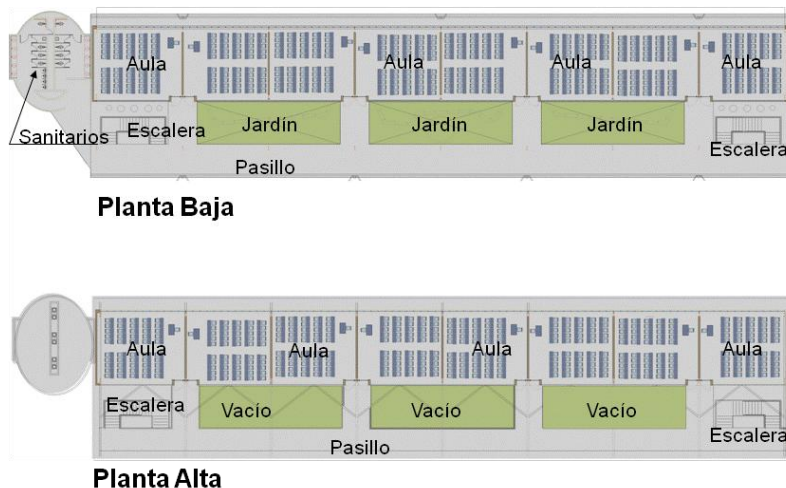 Aula
Aula
Aula
Aula
Sanitarios
Escalera
Jardín
Jardín
Jardín
Escalera
Pasillo
Planta Baja
Aula
Aula
Aula
Aula
Escalera
Vacío
Vacío
Vacío
Escalera
Pasillo
Planta Alta